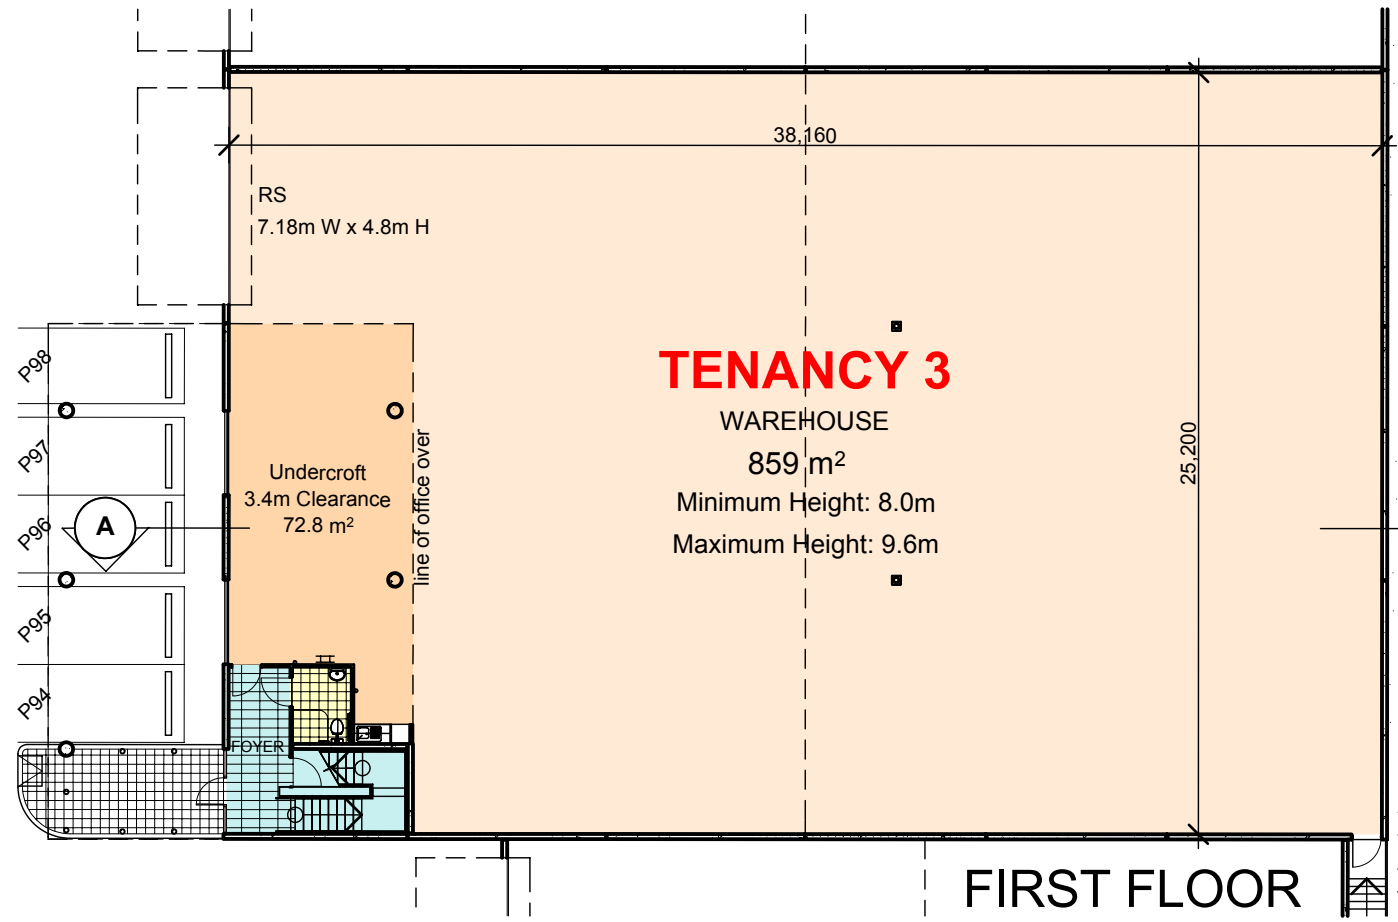 38,160
RS
7.18m W x 4.8m H
P98
TENANCY 3
WAREHOUSE
859 m²
Minimum Height: 8.0m
Maximum Height: 9.6m
25,200
P97
Undercroft
3.4m Clearance
72.8 m²
line of office over
P96
A
P95
P94
FOYER
FIRST FLOOR